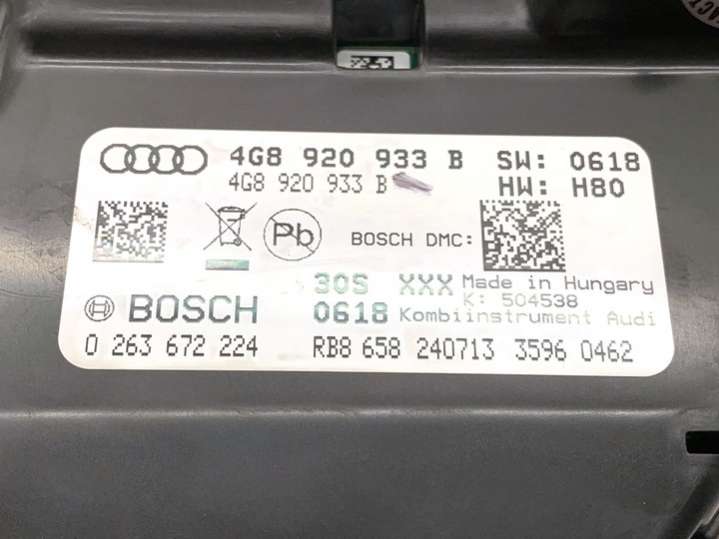 4G8 920 933 B SW: 0618
4G8 920 933 B HW: H80
Pb BOSCH DMC:
30S XXX Made in Hungary
K: 504538
BOSCH 0618 Kombiinstrument Audi
0 263 672 224 RB8 658 240713 3596 0462